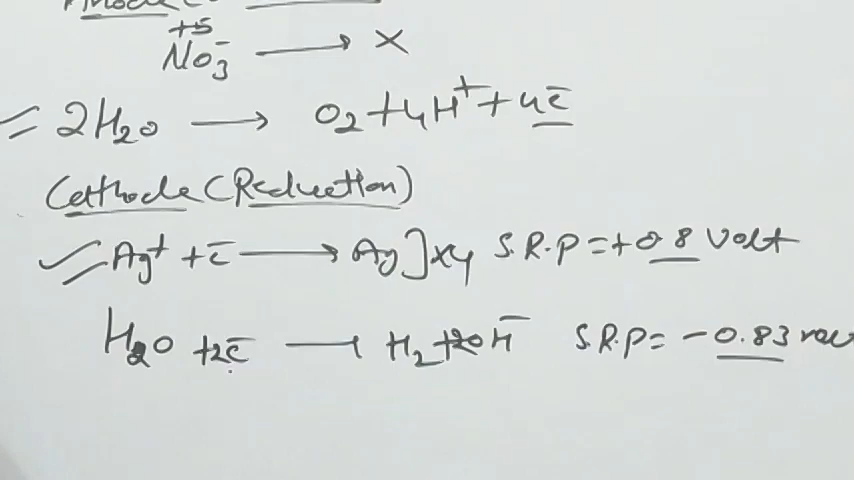 +5
NO₃⁻ ⟶ ×
2H₂O ⟶ O₂ + 4H⁺ + 4e⁻
Cathode (Reduction)
Ag⁺ + e⁻ ⟶ Ag ] x4 S.R.P = +0.8 Volt
H₂O + 2e⁻ ⟶ H₂ + 2OH⁻ S.R.P = -0.83